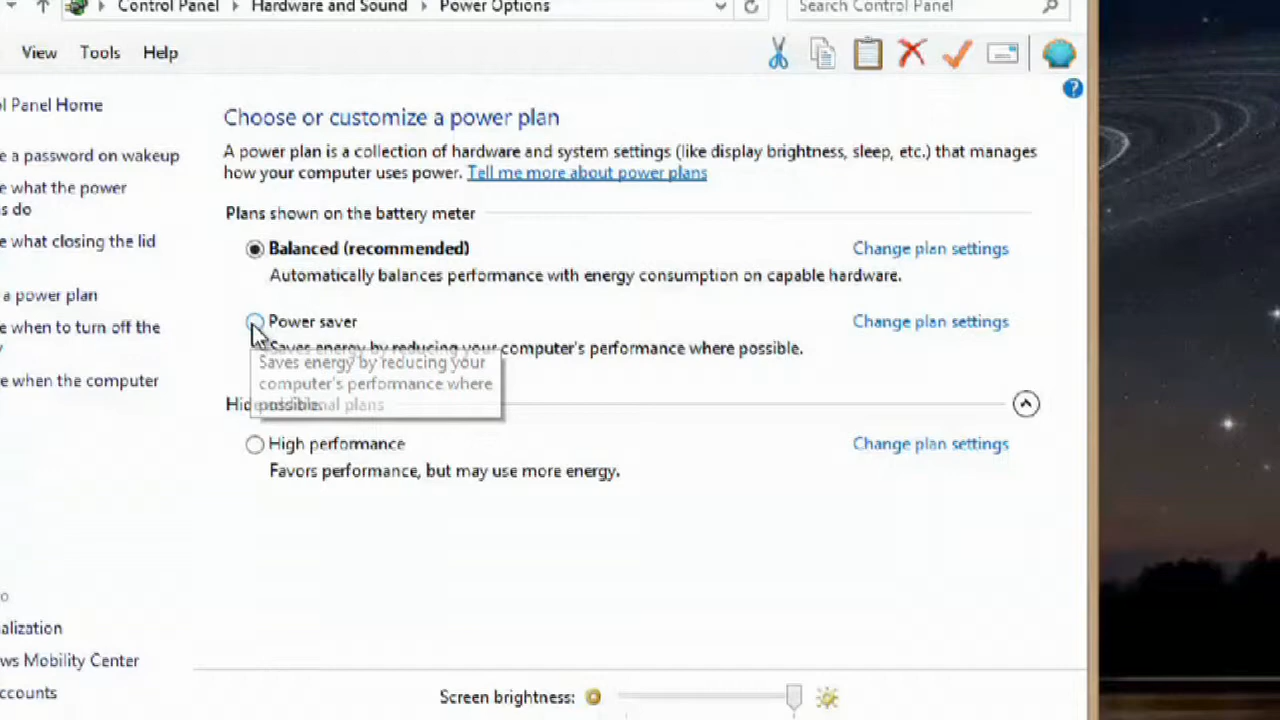 Control Panel Hardware and Sound Power Options
Search Control Panel
View Tools Help
l Panel Home
e a password on wakeup
e what the power
s do
e what closing the lid
a power plan
e when to turn off the
y
e when the computer
Choose or customize a power plan
A power plan is a collection of hardware and system settings (like display brightness, sleep, etc.) that manages
how your computer uses power. Tell me more about power plans
Plans shown on the battery meter
Balanced (recommended) Change plan settings
Automatically balances performance with energy consumption on capable hardware.
Power saver Change plan settings
Saves energy by reducing your computer's performance where possible.
Saves energy by reducing your
computer's performance where
possible.
Hid nal plans
High performance Change plan settings
Favors performance, but may use more energy.
o
alization
ws Mobility Center
ccounts
Screen brightness: